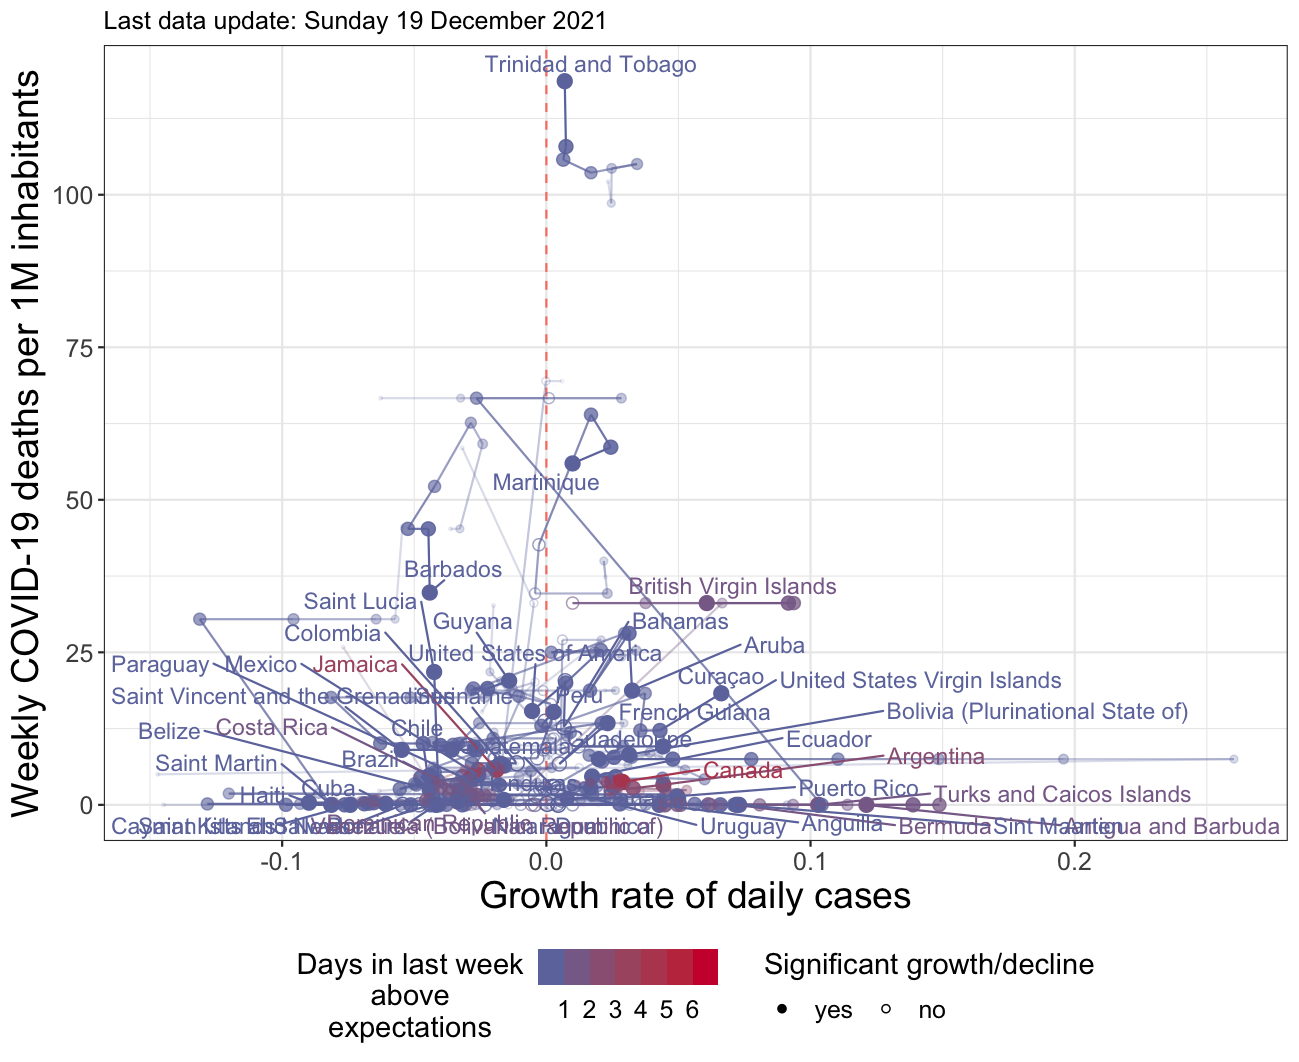 Last data update: Sunday 19 December 2021
Weekly COVID-19 deaths per 1M inhabitants
Trinidad and Tobago
100
75
Martinique
50
Barbados
British Virgin Islands
Saint Lucia
Guyana
Bahamas
Colombia
Aruba
25
United States of America
Paraguay
Mexico
Jamaica
Curaçao
United States Virgin Islands
Saint Vincent and the Grenadines
Suriname
Peru
French Guiana
Bolivia (Plurinational State of)
Belize
Costa Rica
Chile
Guadeloupe
Ecuador
Guatemala
Saint Martin
Brazil
Argentina
Canada
Honduras
Haiti
Cuba
Puerto Rico
Turks and Caicos Islands
0
Uruguay
Anguilla
Bermuda
Sint Maarten
Antigua and Barbuda
-0.1
0.0
0.1
0.2
Growth rate of daily cases
Days in last week
above
expectations
1 2 3 4 5 6
Significant growth/decline
yes
no